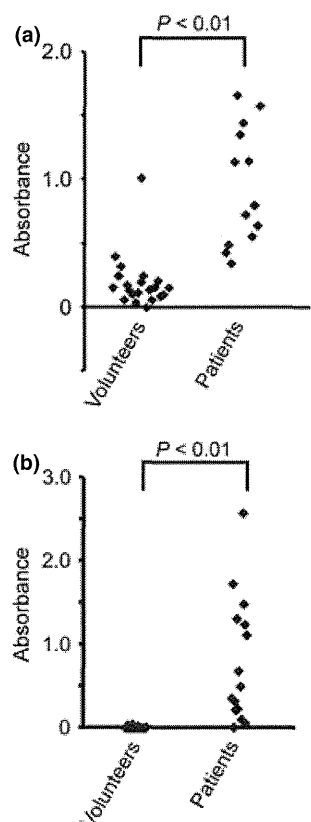 (a)
P < 0.01
2.0
1.0
0
Absorbance
Volunteers
Patients
(b)
P < 0.01
3.0
2.0
1.0
0
Absorbance
Volunteers
Patients